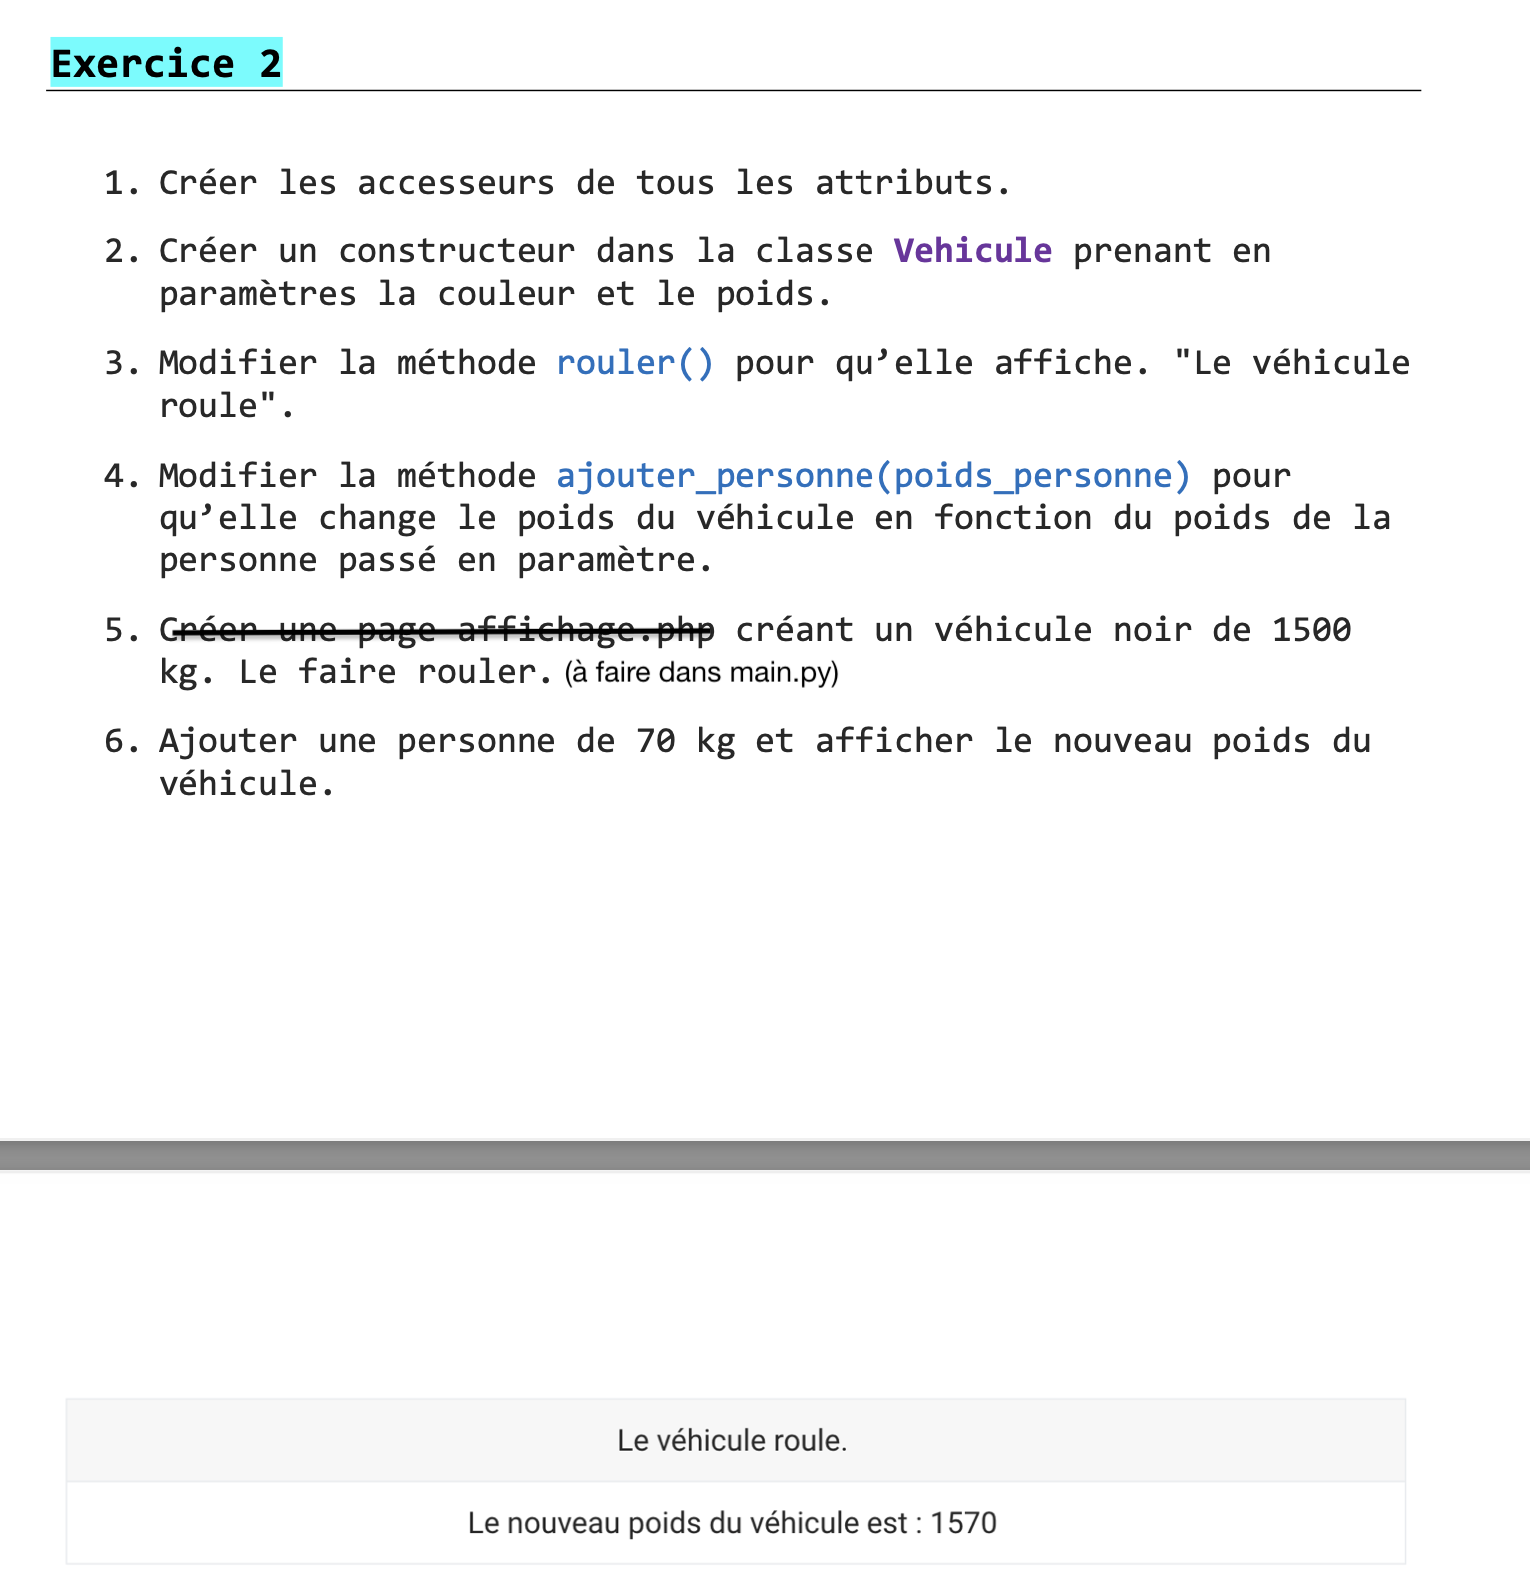 Exercice 2
1. Créer les accesseurs de tous les attributs.
2. Créer un constructeur dans la classe Vehicule prenant en
paramètres la couleur et le poids.
3. Modifier la méthode rouler() pour qu’elle affiche. "Le véhicule
roule".
4. Modifier la méthode ajouter_personne(poids_personne) pour
qu’elle change le poids du véhicule en fonction du poids de la
personne passé en paramètre.
5. Créer une page affichage.php créant un véhicule noir de 1500
kg. Le faire rouler. (à faire dans main.py)
6. Ajouter une personne de 70 kg et afficher le nouveau poids du
véhicule.
Le véhicule roule.
Le nouveau poids du véhicule est : 1570